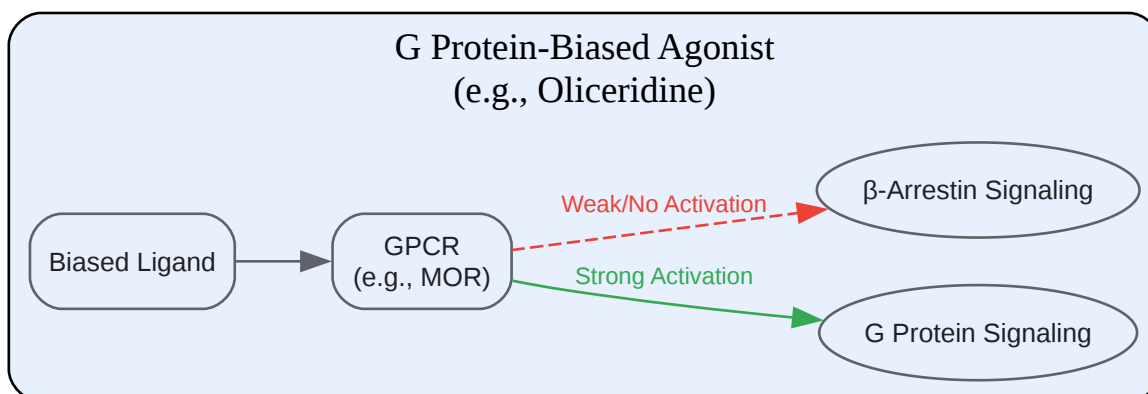 G Protein-Biased Agonist
(e.g., Oliceridine)
Biased Ligand
GPCR
(e.g., MOR)
Weak/No Activation
Strong Activation
β-Arrestin Signaling
G Protein Signaling